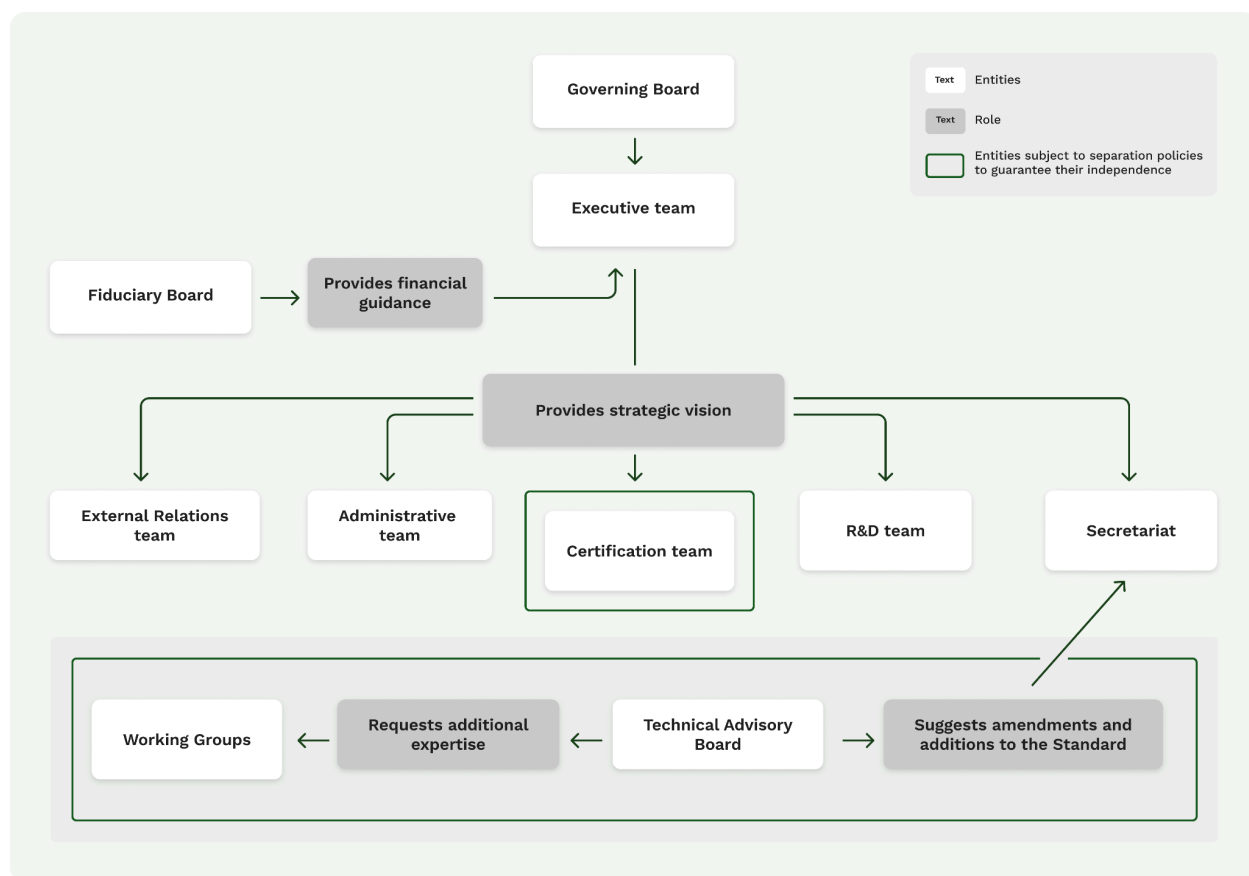 Governing Board
Text
Entities
Text
Role
Entities subject to separation policies
to guarantee their independence
Executive team
Fiduciary Board
Provides financial
guidance
Provides strategic vision
External Relations
team
Administrative
team
Certification team
R&D team
Secretariat
Working Groups
Requests additional
expertise
Technical Advisory
Board
Suggests amendments and
additions to the Standard